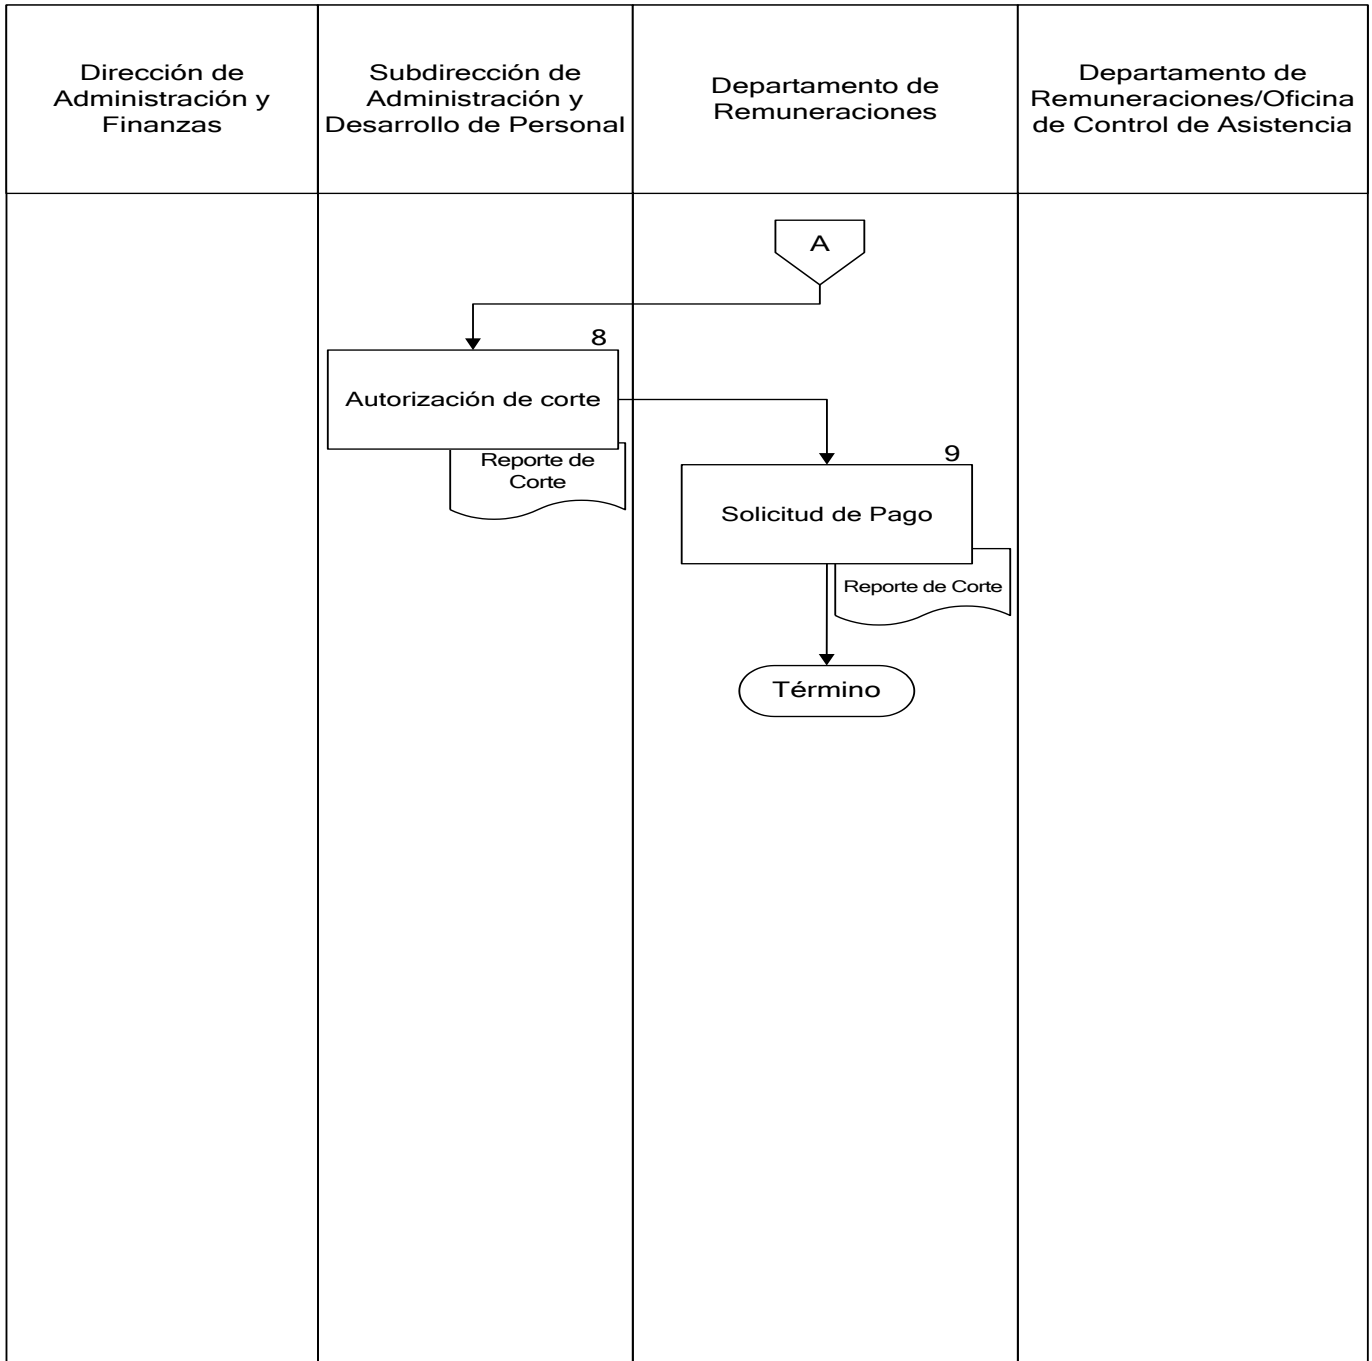 Dirección de
Administración y
Finanzas
Subdirección de
Administración y
Desarrollo de Personal
Departamento de
Remuneraciones
Departamento de
Remuneraciones/Oficina
de Control de Asistencia
A
8
Autorización de corte
Reporte de
Corte
9
Solicitud de Pago
Reporte de Corte
Término